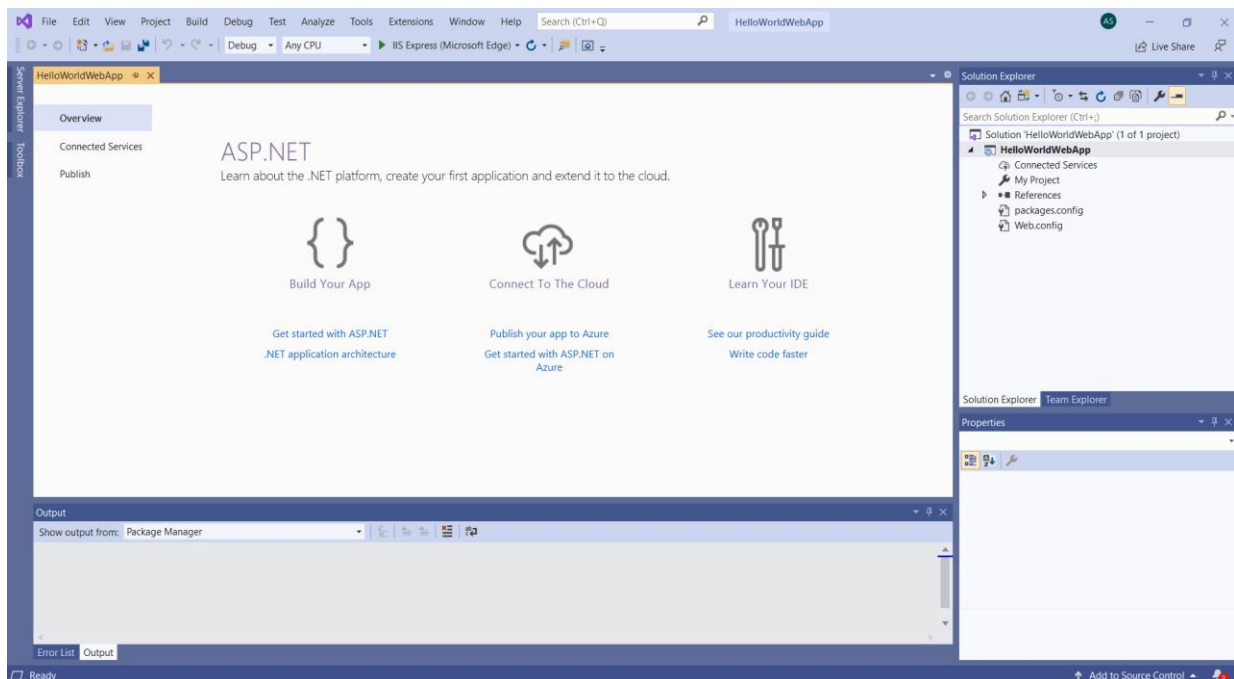 File Edit View Project Build Debug Test Analyze Tools Extensions Window Help Search (Ctrl+Q) HelloWorldWebApp AS
Debug Any CPU IIS Express (Microsoft Edge) Live Share
Server Explorer
Toolbox
HelloWorldWebApp
Overview
Connected Services
Publish
ASP.NET
Learn about the .NET platform, create your first application and extend it to the cloud.
Build Your App
Get started with ASP.NET
.NET application architecture
Connect To The Cloud
Publish your app to Azure
Get started with ASP.NET on
Azure
Learn Your IDE
See our productivity guide
Write code faster
Solution Explorer
Search Solution Explorer (Ctrl+;)
Solution 'HelloWorldWebApp' (1 of 1 project)
HelloWorldWebApp
Connected Services
My Project
References
packages.config
Web.config
Solution Explorer Team Explorer
Properties
Output
Show output from: Package Manager
Error List Output
Ready Add to Source Control